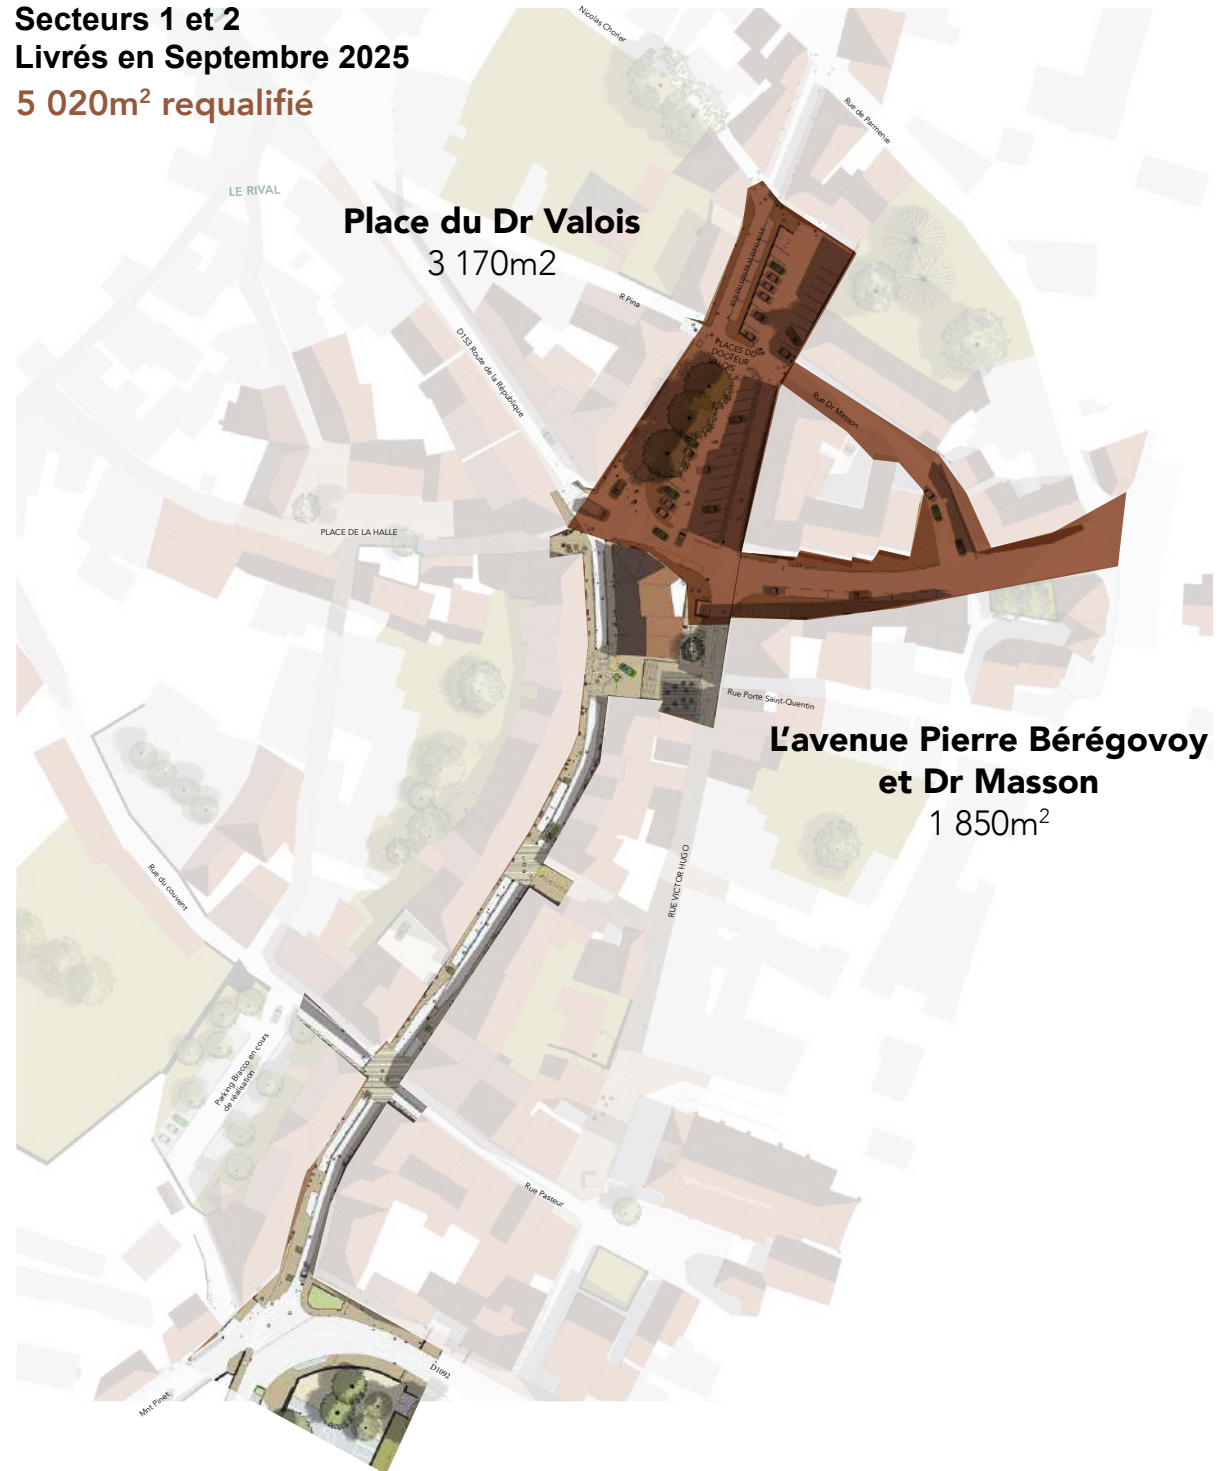 Secteurs 1 et 2
Livrés en Septembre 2025
5 020m² requalifié
Nicolas Chorier
Rue de Parmenie
LE RIVAL
Place du Dr Valois
3 170m2
R Pina
D153 Route de la République
PLACES DU
DOCTEUR
VALOIS
Rue Dr Masson
PLACE DE LA HALLE
Rue Porte Saint-Quentin
L'avenue Pierre Bérégovoy
et Dr Masson
1 850m²
RUE VICTOR HUGO
Rue du couvent
Parking Bracco en cours
de réalisation
Rue Pasteur
D1092
Mnt Pinet